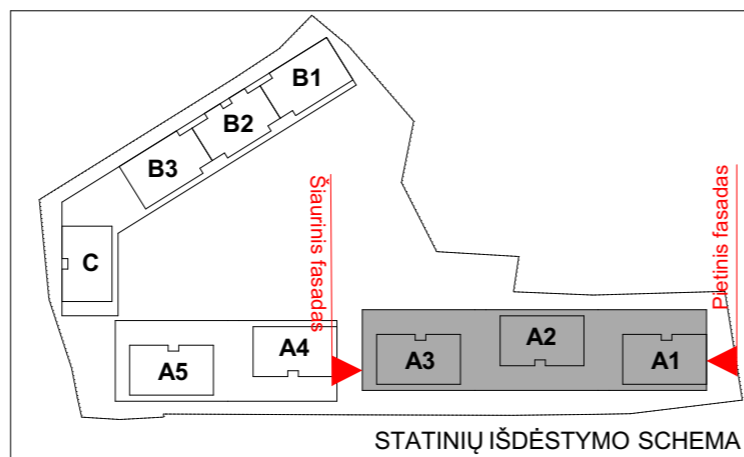 B1
B2
B3
Šiaurinis fasadas
Pietinis fasadas
C
A4
A2
A5
A3
A1
STATINIŲ IŠDĖSTYMO SCHEMA